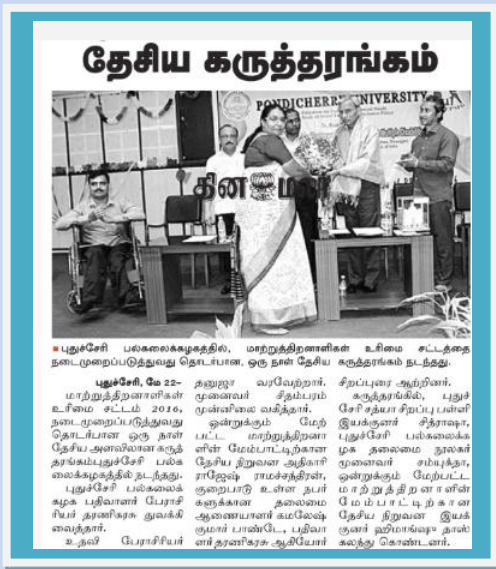 தேசிய கருத்தரங்கம்
PONDICHERRY UNIVERSITY
தின மலர்
புதுச்சேரி பல்கலைக்கழகத்தில், மாற்றுத்திறனாளிகள் உரிமை சட்டத்தை
நடைமுறைப்படுத்துவது தொடர்பான, ஒரு நாள் தேசிய கருத்தரங்கம் நடந்தது.
புதுச்சேரி, மே 22–
மாற்றுத்திறனாளிகள்
உரிமை சட்டம் 2016,
நடைமுறைப்படுத்துவது
தொடர்பான ஒரு நாள்
தேசிய அளவிலான கருத்
தரங்கம்புதுச்சேரி பல்க
லைக்கழகத்தில் நடந்தது.
புதுச்சேரி பல்கலைக்
கழக பதிவாளர் பேராசி
ரியர் தரணிகரசு துவக்கி
வைத்தார்.
உதவி பேராசிரியர்
தனுஜா வரவேற்றார்.
முனைவர் சிதம்பரம்
முன்னிலை வகித்தார்.
ஒன்றுக்கும் மேற்
பட்ட மாற்றுத்திறனா
ளின் மேம்பாட்டிற்கான
தேசிய நிறுவன அதிகாரி
ராஜேஷ் ராமச்சந்திரன்,
குறைபாடு உள்ள நபர்
களுக்கான தலைமை
ஆணையாளர் கமலேஷ்
குமார் பாண்டே, பதிவா
ளர் தரணிகரசு ஆகியோர்
சிறப்புரை ஆற்றினர்.
கருத்தரங்கில், புதுச்
சேரி சத்யா சிறப்பு பள்ளி
இயக்குனர் சித்ராஷா,
புதுச்சேரி பல்கலைக்க
ழக தலைமை நூலகர்
முனைவர் சம்யுக்தா,
ஒன்றுக்கும் மேற்பட்ட
மாற்றுத்திறனாளின்
மேம்பாட்டிற்கான
தேசிய நிறுவன இயக்
குனர் ஹிமாங்ஷு தாஸ்
கலந்து கொண்டனர்.